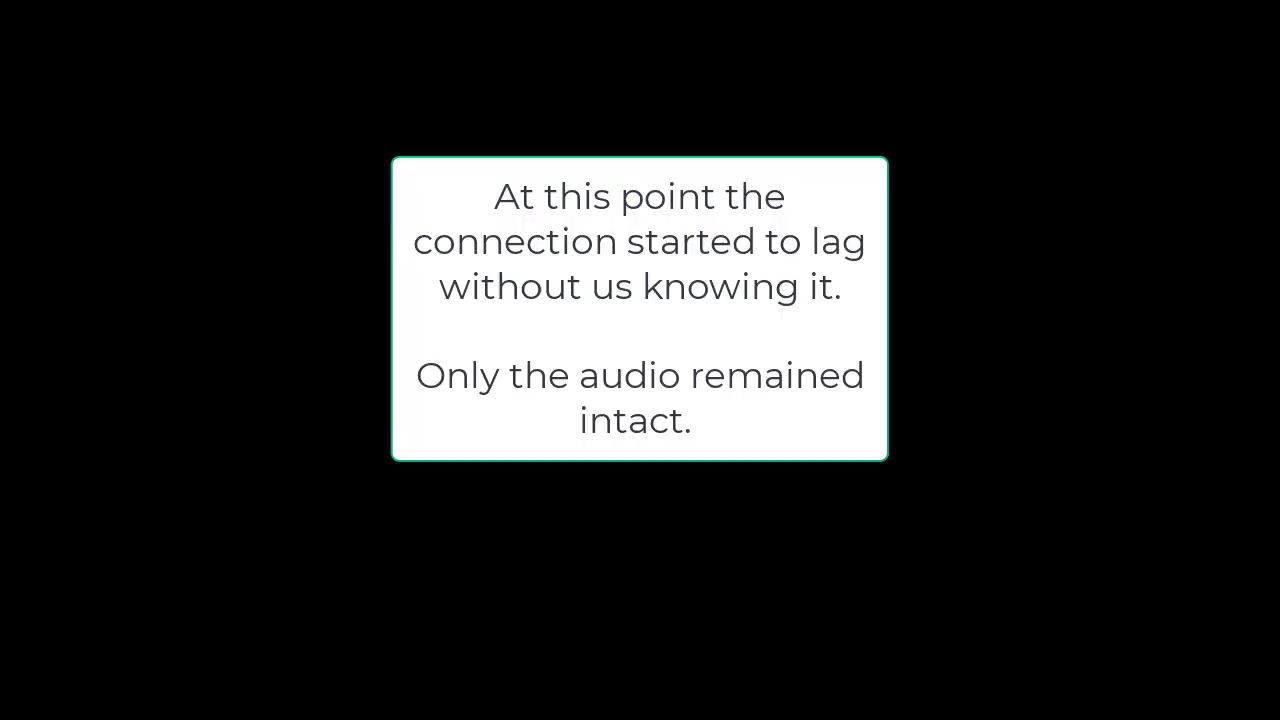 At this point the
connection started to lag
without us knowing it.
Only the audio remained
intact.